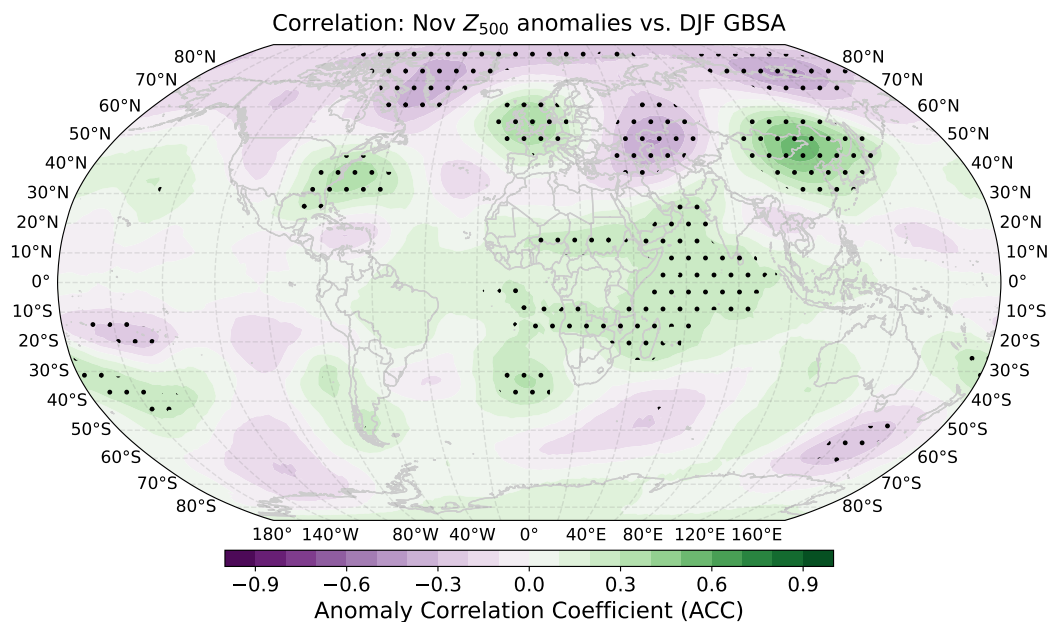 Correlation: Nov Z500 anomalies vs. DJF GBSA
80°N 80°N
70°N 70°N
60°N 60°N
50°N 50°N
40°N 40°N
30°N 30°N
20°N 20°N
10°N 10°N
0° 0°
10°S 10°S
20°S 20°S
30°S 30°S
40°S 40°S
50°S 50°S
60°S 60°S
70°S 70°S
80°S 80°S
180° 140°W 80°W 40°W 0° 40°E 80°E 120°E 160°E
−0.9 −0.6 −0.3 0.0 0.3 0.6 0.9
Anomaly Correlation Coefficient (ACC)